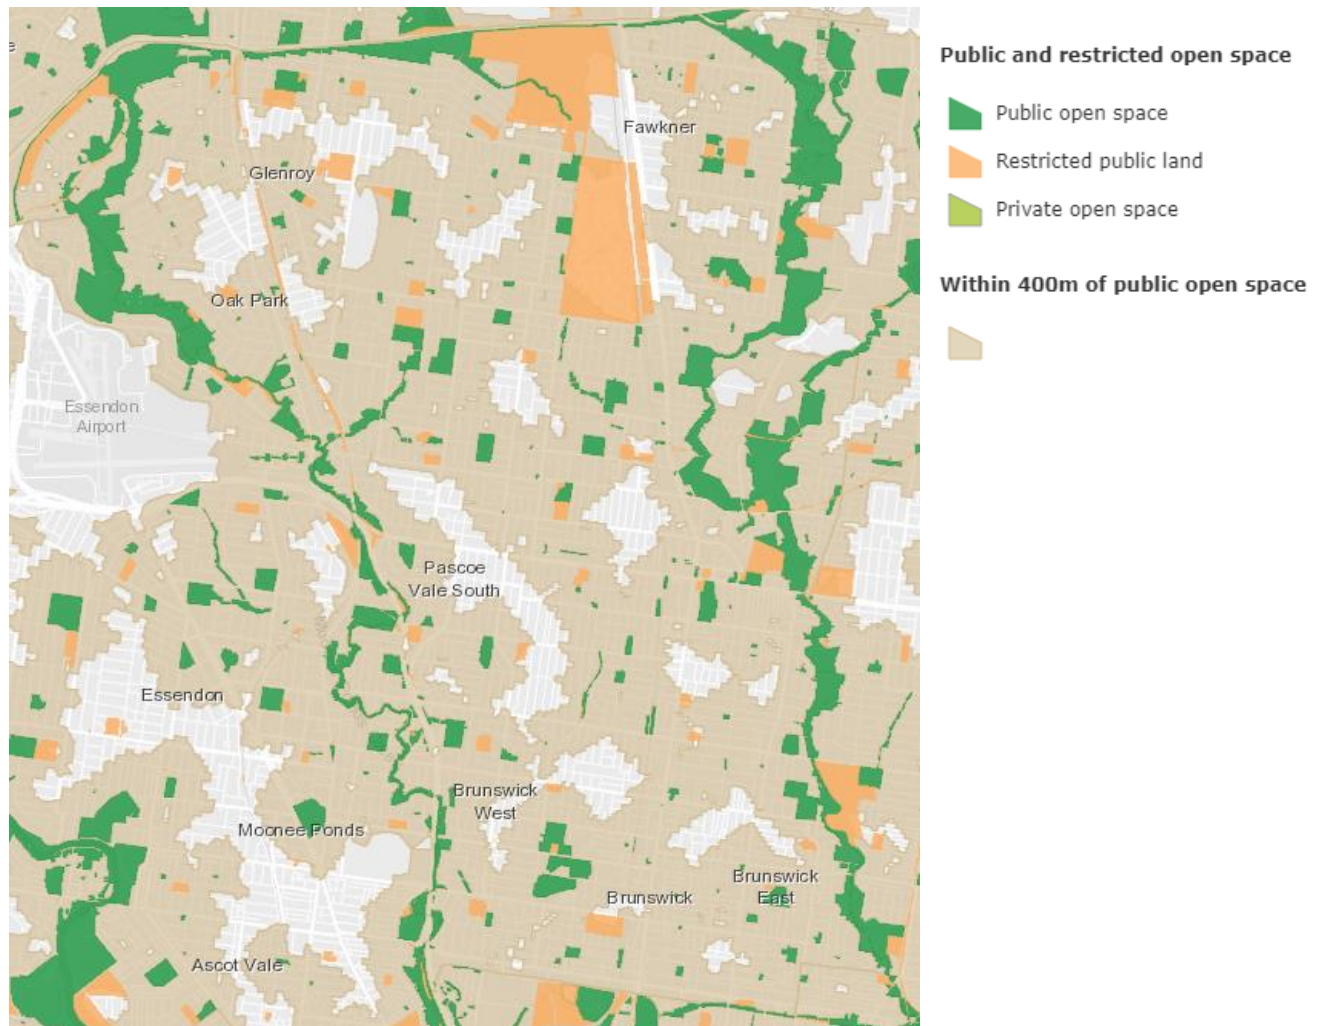 e
Fawkner
Glenroy
Oak Park
Essendon
Airport
Pascoe
Vale South
Essendon
Brunswick
West
Moonee Ponds
Brunswick
East
Brunswick
Ascot Vale
Public and restricted open space
Public open space
Restricted public land
Private open space
Within 400m of public open space